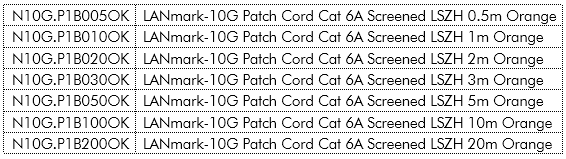 N10G.P1B005OK LANmark-10G Patch Cord Cat 6A Screened LSZH 0.5m Orange
N10G.P1B010OK LANmark-10G Patch Cord Cat 6A Screened LSZH 1m Orange
N10G.P1B020OK LANmark-10G Patch Cord Cat 6A Screened LSZH 2m Orange
N10G.P1B030OK LANmark-10G Patch Cord Cat 6A Screened LSZH 3m Orange
N10G.P1B050OK LANmark-10G Patch Cord Cat 6A Screened LSZH 5m Orange
N10G.P1B100OK LANmark-10G Patch Cord Cat 6A Screened LSZH 10m Orange
N10G.P1B200OK LANmark-10G Patch Cord Cat 6A Screened LSZH 20m Orange